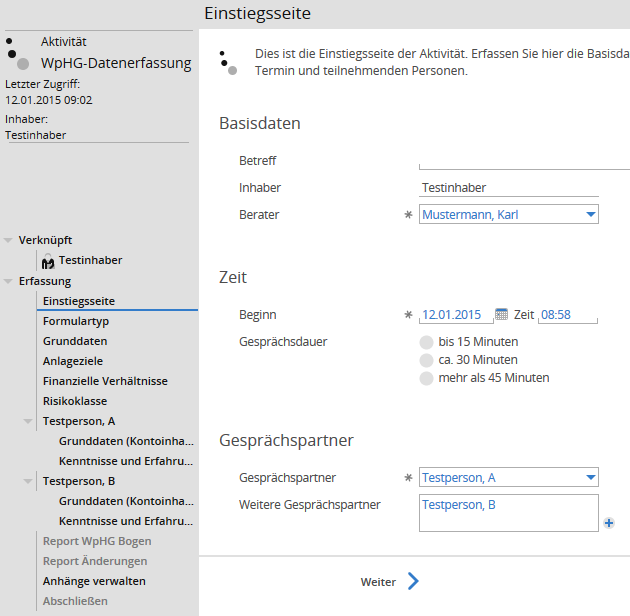 Einstiegsseite
Aktivität
WpHG-Datenerfassung
Letzter Zugriff:
12.01.2015 09:02
Inhaber:
Testinhaber
Verknüpft
Testinhaber
Erfassung
Einstiegsseite
Formulartyp
Grunddaten
Anlageziele
Finanzielle Verhältnisse
Risikoklasse
Testperson, A
Grunddaten (Kontoinha...
Kenntnisse und Erfahru...
Testperson, B
Grunddaten (Kontoinha...
Kenntnisse und Erfahru...
Report WpHG Bogen
Report Änderungen
Anhänge verwalten
Abschließen
Dies ist die Einstiegsseite der Aktivität. Erfassen Sie hier die Basisda
Termin und teilnehmenden Personen.
Basisdaten
Betreff
Inhaber Testinhaber
Berater * Mustermann, Karl
Zeit
Beginn * 12.01.2015 Zeit 08:58
Gesprächsdauer bis 15 Minuten
ca. 30 Minuten
mehr als 45 Minuten
Gesprächspartner
Gesprächspartner * Testperson, A
Weitere Gesprächspartner Testperson, B
Weiter